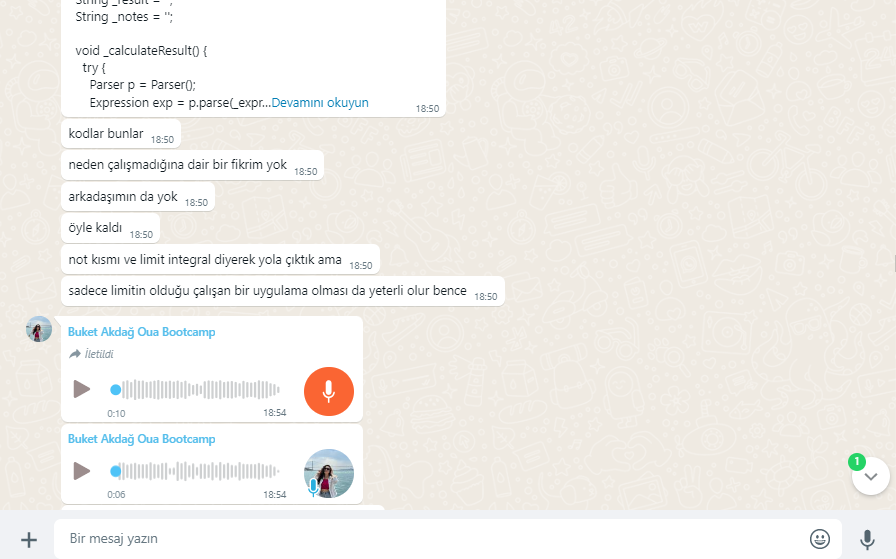 String _notes = '';
void _calculateResult() {
try {
Parser p = Parser();
Expression exp = p.parse(_expr...Devamını okuyun
18:50
kodlar bunlar 18:50
neden çalışmadığına dair bir fikrim yok 18:50
arkadaşımın da yok 18:50
öyle kaldı 18:50
not kısmı ve limit integral diyerek yola çıktık ama 18:50
sadece limitin olduğu çalışan bir uygulama olması da yeterli olur bence 18:50
Buket Akdağ Oua Bootcamp
İletildi
0:10 18:54
Buket Akdağ Oua Bootcamp
0:06 18:54
1
Bir mesaj yazın